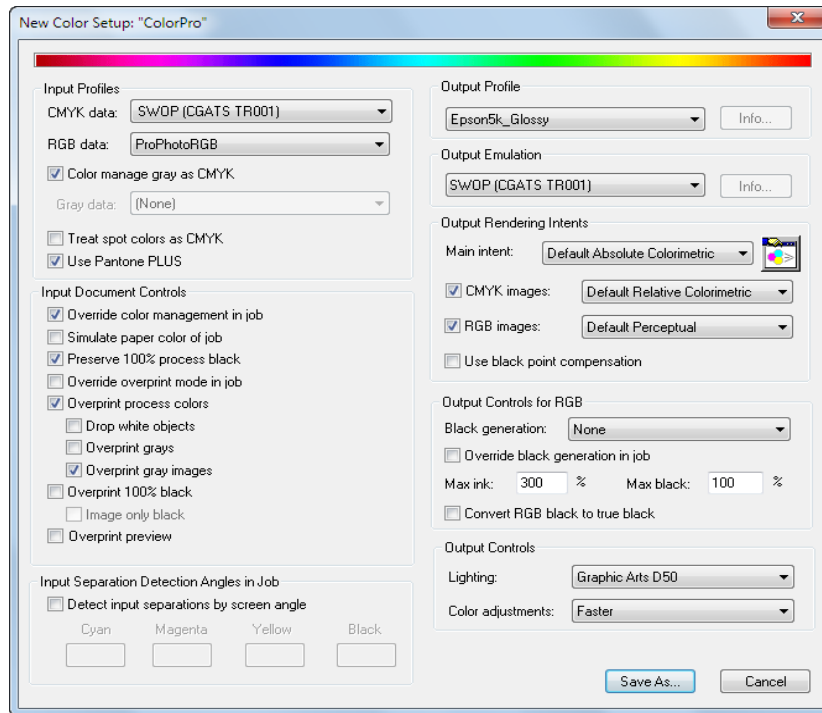 New Color Setup: "ColorPro"
Input Profiles
CMYK data: SWOP (CGATS TR001)
RGB data: ProPhotoRGB
Color manage gray as CMYK
Gray data: (None)
Treat spot colors as CMYK
Use Pantone PLUS
Input Document Controls
Override color management in job
Simulate paper color of job
Preserve 100% process black
Override overprint mode in job
Overprint process colors
Drop white objects
Overprint grays
Overprint gray images
Overprint 100% black
Image only black
Overprint preview
Input Separation Detection Angles in Job
Detect input separations by screen angle
Cyan Magenta Yellow Black
Output Profile
Epson5k_Glossy Info...
Output Emulation
SWOP (CGATS TR001) Info...
Output Rendering Intents
Main intent: Default Absolute Colorimetric
CMYK images: Default Relative Colorimetric
RGB images: Default Perceptual
Use black point compensation
Output Controls for RGB
Black generation: None
Override black generation in job
Max ink: 300 % Max black: 100 %
Convert RGB black to true black
Output Controls
Lighting: Graphic Arts D50
Color adjustments: Faster
Save As... Cancel